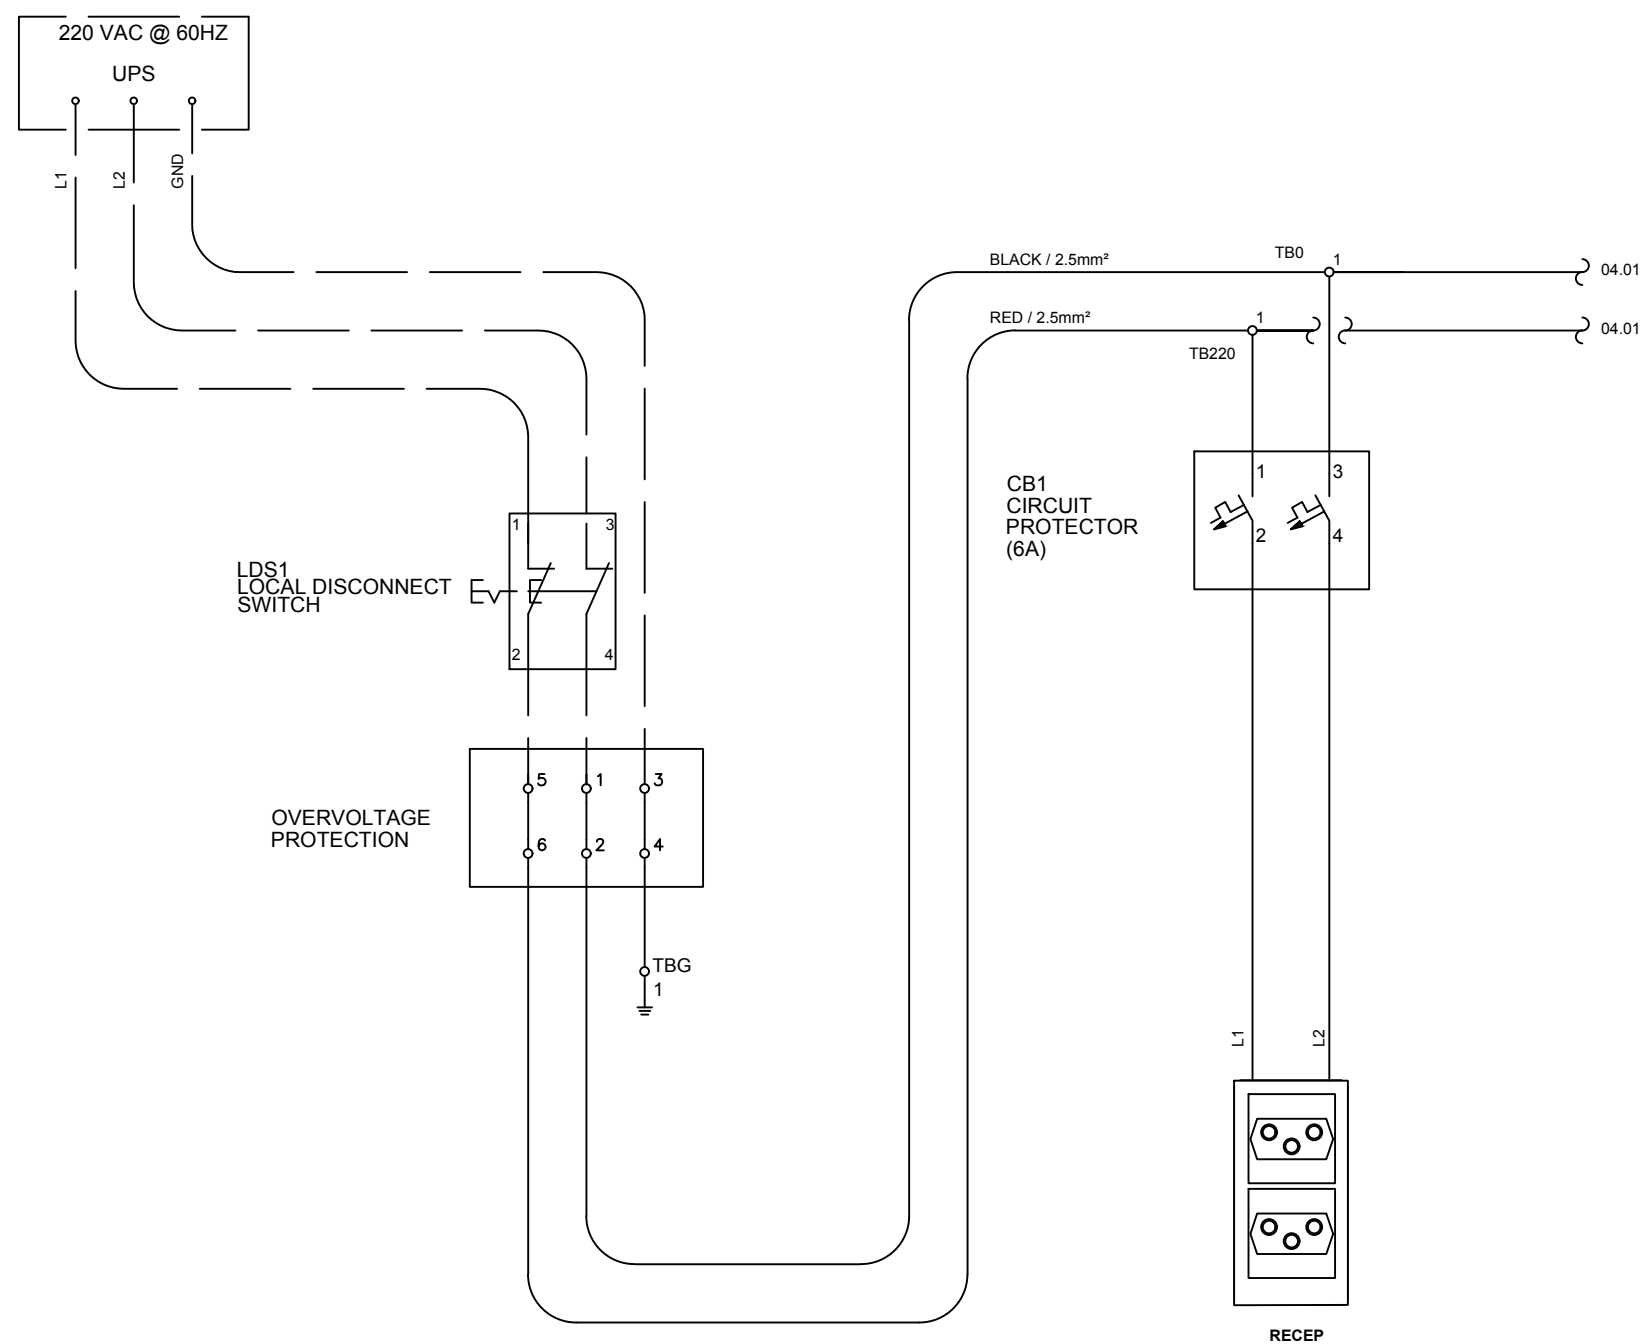 220 VAC @ 60HZ
UPS
L1
L2
GND
BLACK / 2.5mm²
TB0
1
04.01
RED / 2.5mm²
1
04.01
TB220
CB1
CIRCUIT
PROTECTOR
(6A)
1
3
2
4
1
3
LDS1
LOCAL DISCONNECT
SWITCH
2
4
OVERVOLTAGE
PROTECTION
5
1
3
6
2
4
TBG
1
L1
L2
RECEP